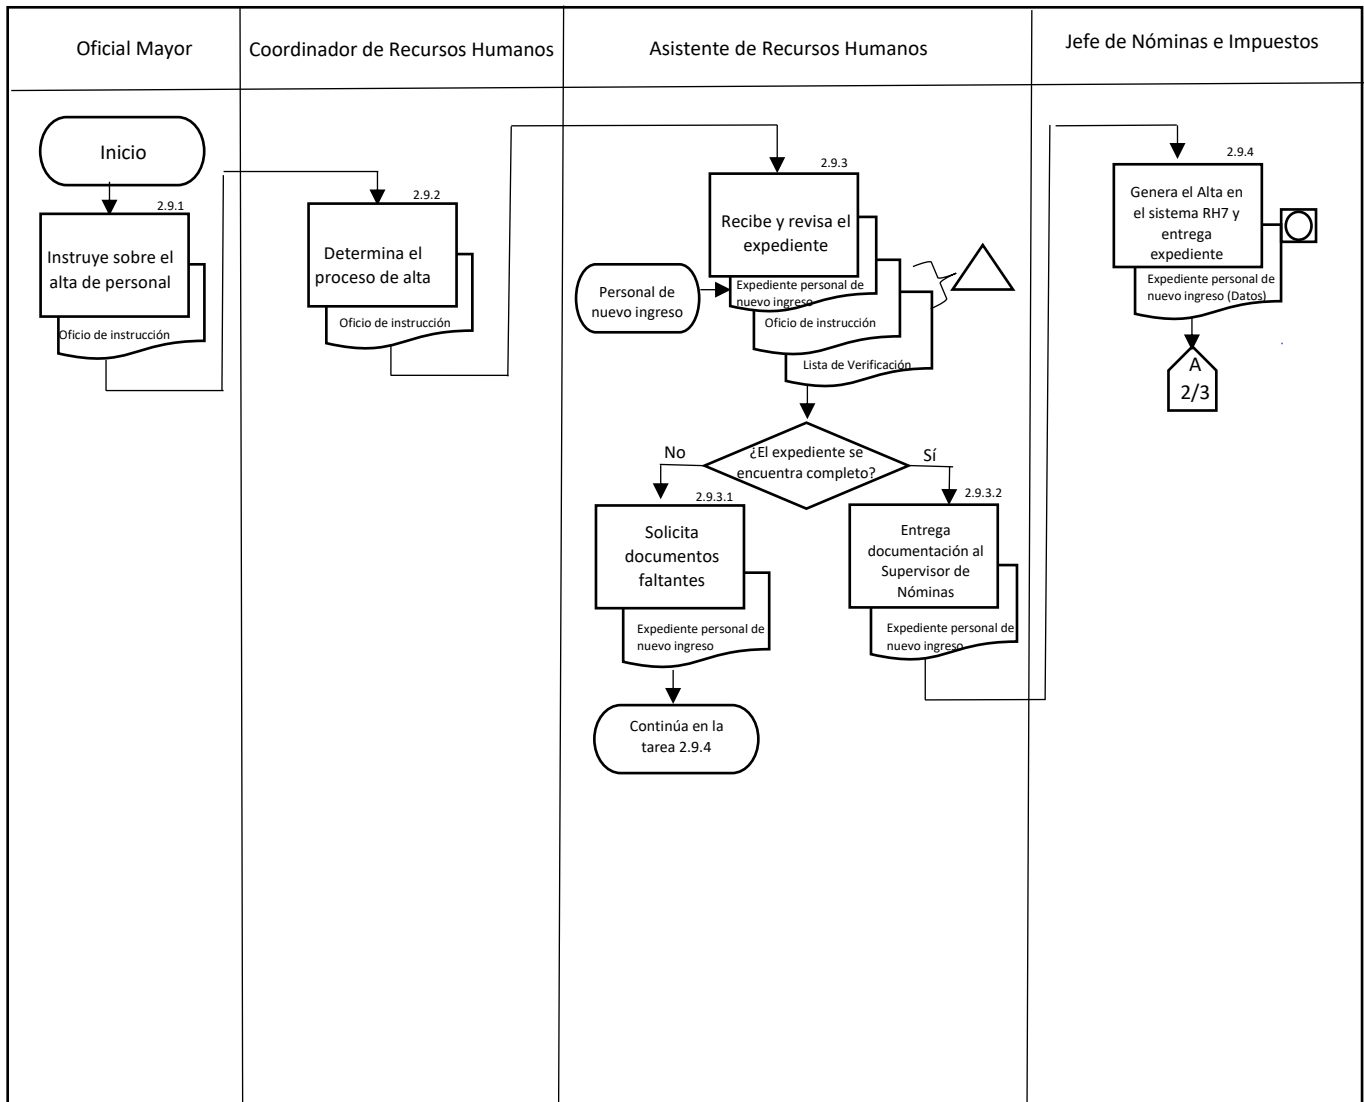 Oficial Mayor
Coordinador de Recursos Humanos
Asistente de Recursos Humanos
Jefe de Nóminas e Impuestos
Inicio
2.9.1
Instruye sobre el
alta de personal
Oficio de instrucción
2.9.2
Determina el
proceso de alta
Oficio de instrucción
2.9.3
Recibe y revisa el
expediente
Personal de
nuevo ingreso
Expediente personal de
nuevo ingreso
Oficio de instrucción
Lista de Verificación
¿El expediente se
encuentra completo?
No
Sí
2.9.3.1
Solicita
documentos
faltantes
Expediente personal de
nuevo ingreso
Continúa en la
tarea 2.9.4
2.9.3.2
Entrega
documentación al
Supervisor de
Nóminas
Expediente personal de
nuevo ingreso
2.9.4
Genera el Alta en
el sistema RH7 y
entrega
expediente
Expediente personal de
nuevo ingreso (Datos)
A
2/3